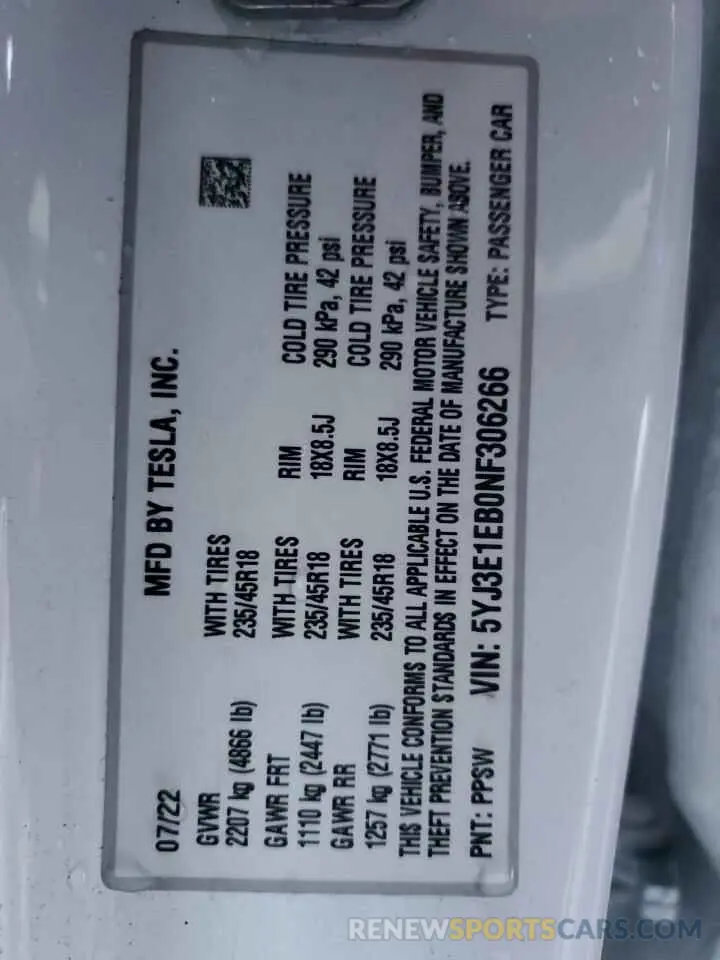 07/22 MFD BY TESLA, INC.
GVWR WITH TIRES
2207 kg (4866 lb) 235/45R18
GAWR FRT WITH TIRES RIM COLD TIRE PRESSURE
1110 kg (2447 lb) 235/45R18 18X8.5J 290 kPa, 42 psi
GAWR RR WITH TIRES RIM COLD TIRE PRESSURE
1257 kg (2771 lb) 235/45R18 18X8.5J 290 kPa, 42 psi
THIS VEHICLE CONFORMS TO ALL APPLICABLE U.S. FEDERAL MOTOR VEHICLE SAFETY, BUMPER, AND
THEFT PREVENTION STANDARDS IN EFFECT ON THE DATE OF MANUFACTURE SHOWN ABOVE.
PNT: PPSW VIN: 5YJ3E1EB0NF306266 TYPE: PASSENGER CAR
RENEWSPORTSCARS.COM